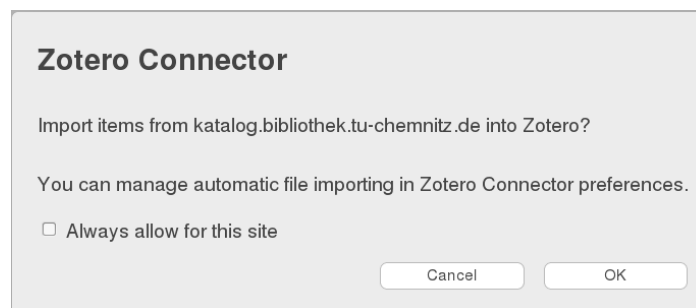 Zotero Connector
Import items from katalog.bibliothek.tu-chemnitz.de into Zotero?
You can manage automatic file importing in Zotero Connector preferences.
Always allow for this site
Cancel OK